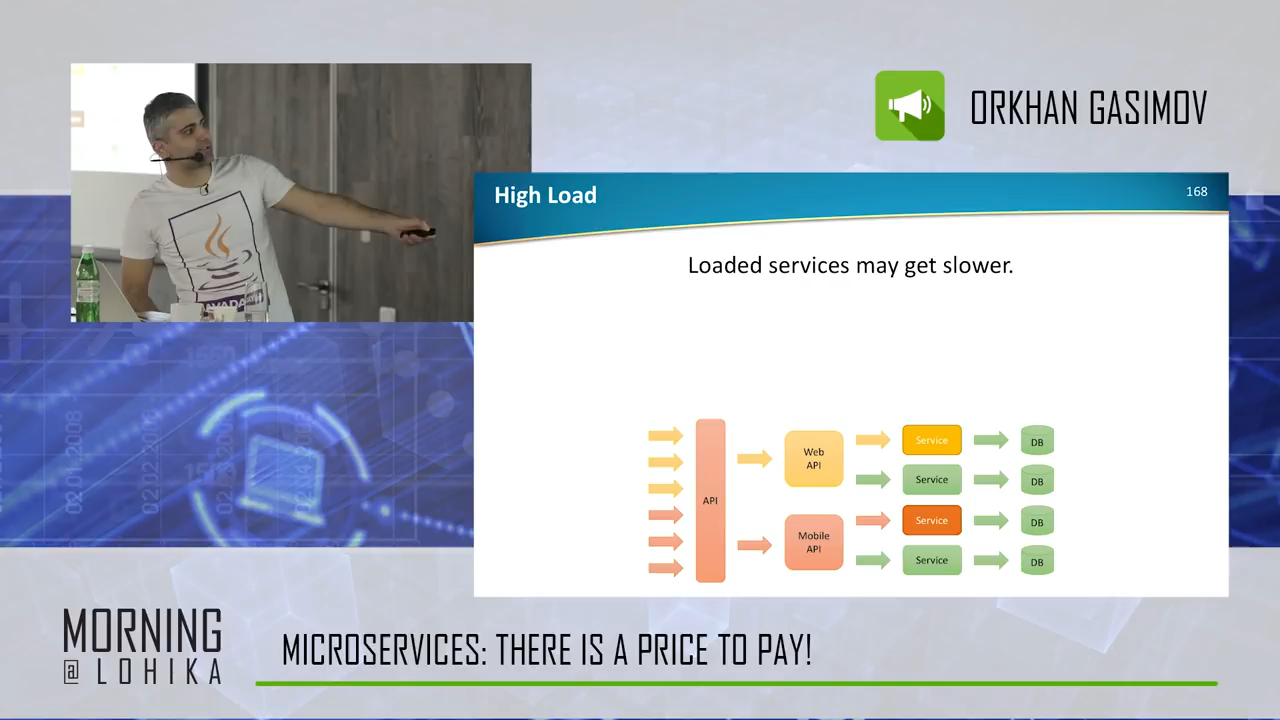 ORKHAN GASIMOV
High Load
168
Loaded services may get slower.
API
Web
API
Mobile
API
Service
DB
Service
DB
Service
DB
Service
DB
MORNING
@ LOHIKA
MICROSERVICES: THERE IS A PRICE TO PAY!